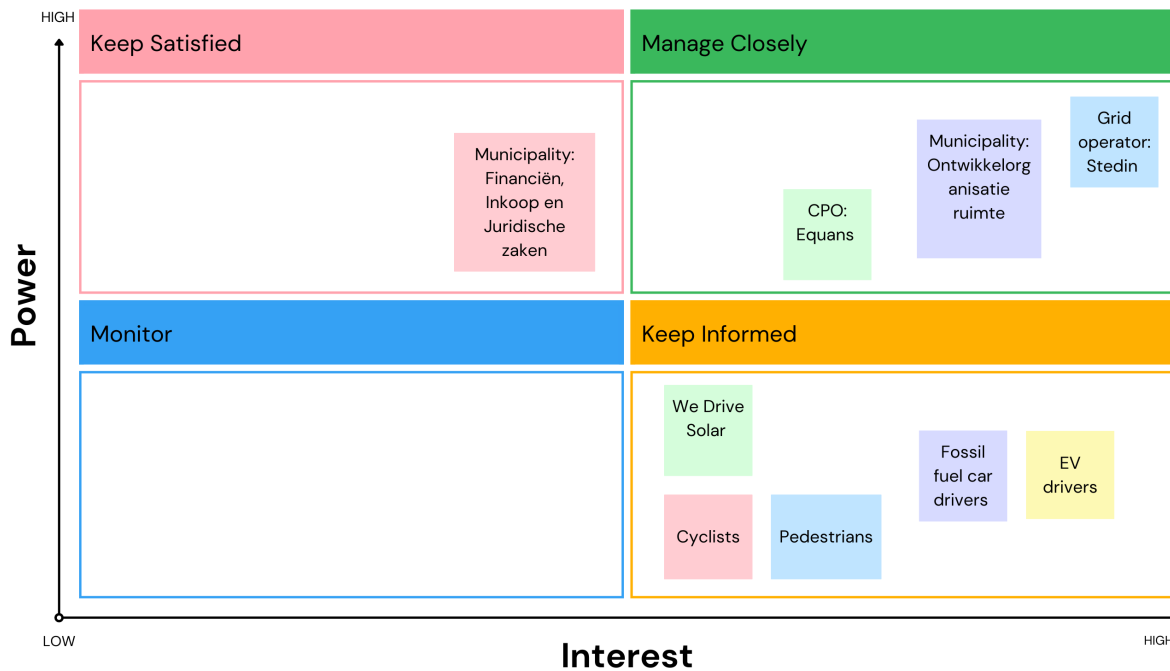 HIGH
Keep Satisfied
Manage Closely
Municipality:
Financiën,
Inkoop en
Juridische
zaken
CPO:
Equans
Municipality:
Ontwikkelorg
anisatie
ruimte
Grid
operator:
Stedin
Power
Monitor
Keep Informed
We Drive
Solar
Cyclists
Pedestrians
Fossil
fuel car
drivers
EV
drivers
LOW
Interest
HIGH